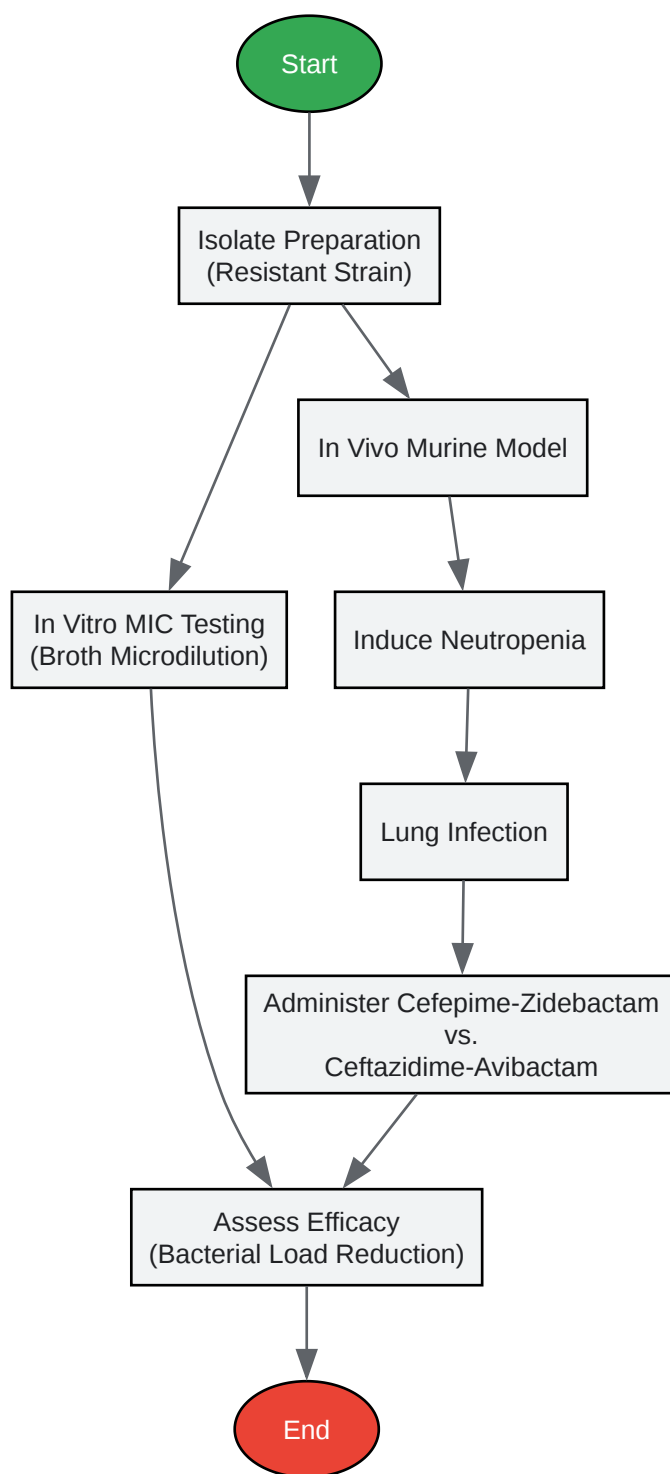 Start
Isolate Preparation
(Resistant Strain)
In Vivo Murine Model
In Vitro MIC Testing
(Broth Microdilution)
Induce Neutropenia
Lung Infection
Administer Cefepime-Zidebactam
vs.
Ceftazidime-Avibactam
Assess Efficacy
(Bacterial Load Reduction)
End